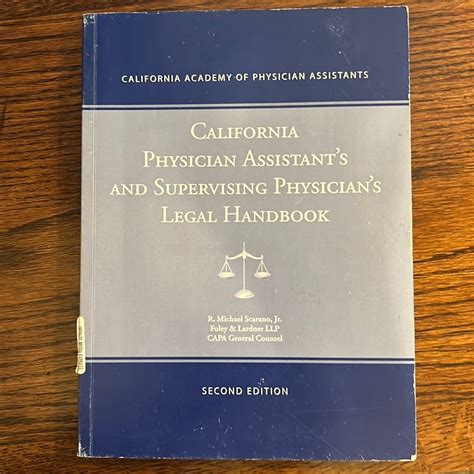 CALIFORNIA ACADEMY OF PHYSICIAN ASSISTANTS
CALIFORNIA
PHYSICIAN ASSISTANT'S
AND SUPERVISING PHYSICIAN'S
LEGAL HANDBOOK
R. Michael Scarano, Jr.
Foley & Lardner LLP
CAPA General Counsel
SECOND EDITION